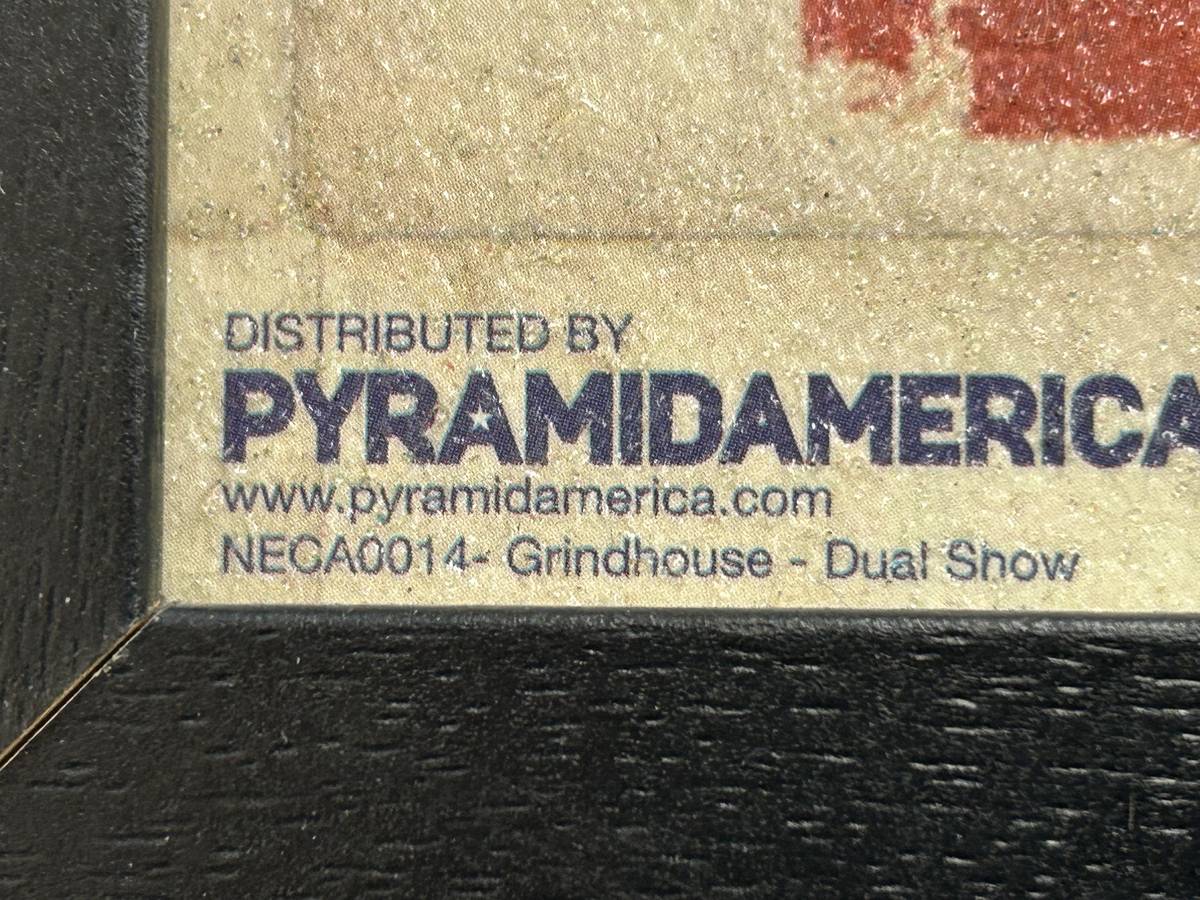 DISTRIBUTED BY
PYRAMIDAMERICA
www.pyramidamerica.com
NECA0014- Grindhouse - Dual Show